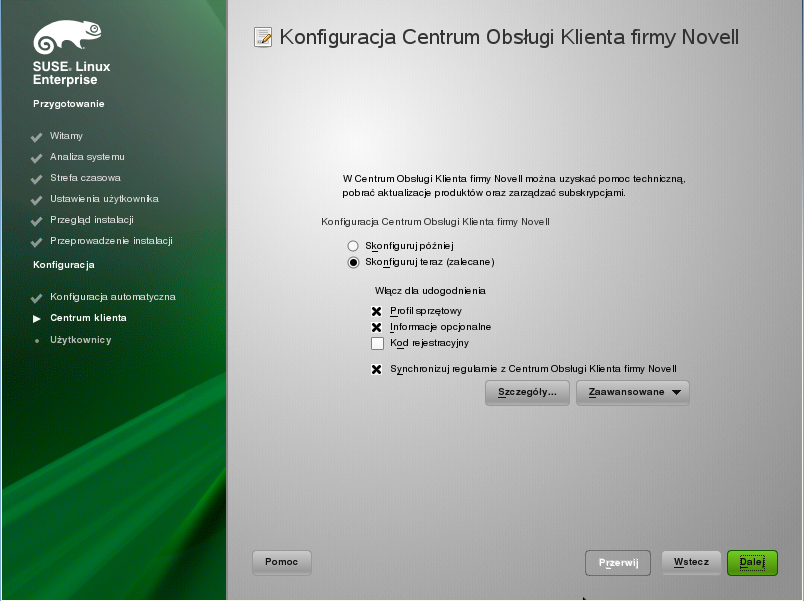 SUSE. Linux
Enterprise
Przygotowanie
Witamy
Analiza systemu
Strefa czasowa
Ustawienia użytkownika
Przegląd instalacji
Przeprowadzenie instalacji
Konfiguracja
Konfiguracja automatyczna
Centrum klienta
Użytkownicy
Konfiguracja Centrum Obsługi Klienta firmy Novell
W Centrum Obsługi Klienta firmy Novell można uzyskać pomoc techniczną,
pobrać aktualizacje produktów oraz zarządzać subskrypcjami.
Konfiguracja Centrum Obsługi Klienta firmy Novell
Skonfiguruj później
Skonfiguruj teraz (zalecane)
Włącz dla udogodnienia
Profil sprzętowy
Informacje opcjonalne
Kod rejestracyjny
Synchronizuj regularnie z Centrum Obsługi Klienta firmy Novell
Szczegóły...
Zaawansowane
Pomoc
Przerwij
Wstecz
Dalej